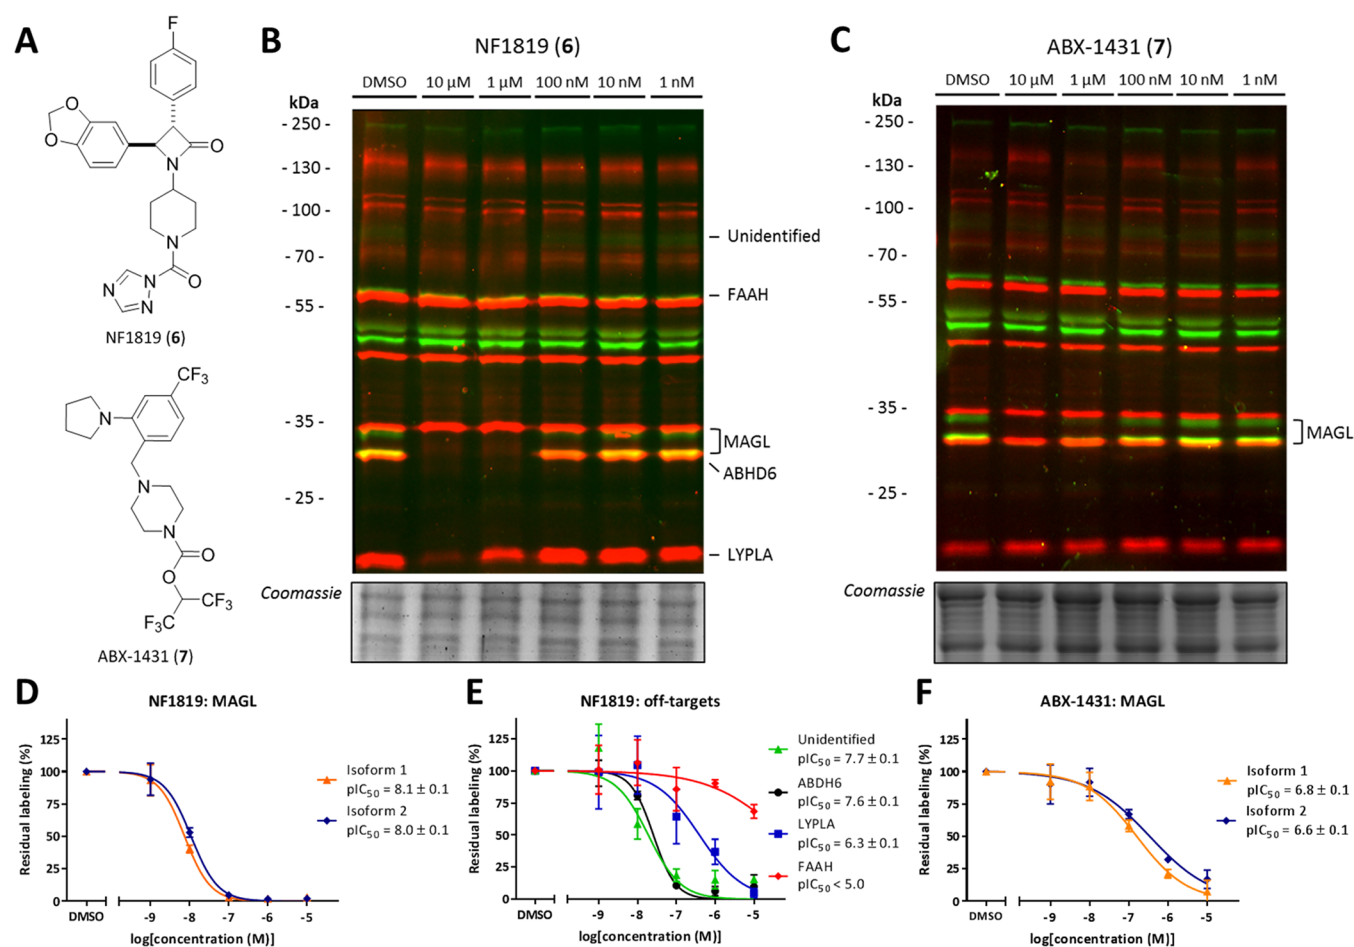 A
F
O
O
N
O
N
O
N
N
N
NF1819 (6)
CF3
N
N
N
O
O
CF3
F3C
ABX-1431 (7)
B
NF1819 (6)
DMSO 10 µM 1 µM 100 nM 10 nM 1 nM
kDa
- 250 -
- 130 -
- 100 -
- 70 -
- 55 -
- 35 -
- 25 -
Unidentified
FAAH
MAGL
ABHD6
LYPLA
Coomassie
C
ABX-1431 (7)
DMSO 10 µM 1 µM 100 nM 10 nM 1 nM
kDa
- 250 -
- 130 -
- 100 -
- 70 -
- 55 -
- 35 -
- 25 -
MAGL
Coomassie
D
NF1819: MAGL
Residual labeling (%)
125
100
75
50
25
0
DMSO -9 -8 -7 -6 -5
log[concentration (M)]
Isoform 1
pIC50 = 8.1 ± 0.1
Isoform 2
pIC50 = 8.0 ± 0.1
E
NF1819: off-targets
Residual labeling (%)
125
100
75
50
25
0
DMSO -9 -8 -7 -6 -5
log[concentration (M)]
Unidentified
pIC50 = 7.7 ± 0.1
ABDH6
pIC50 = 7.6 ± 0.1
LYPLA
pIC50 = 6.3 ± 0.1
FAAH
pIC50 < 5.0
F
ABX-1431: MAGL
Residual labeling (%)
125
100
75
50
25
0
DMSO -9 -8 -7 -6 -5
log[concentration (M)]
Isoform 1
pIC50 = 6.8 ± 0.1
Isoform 2
pIC50 = 6.6 ± 0.1